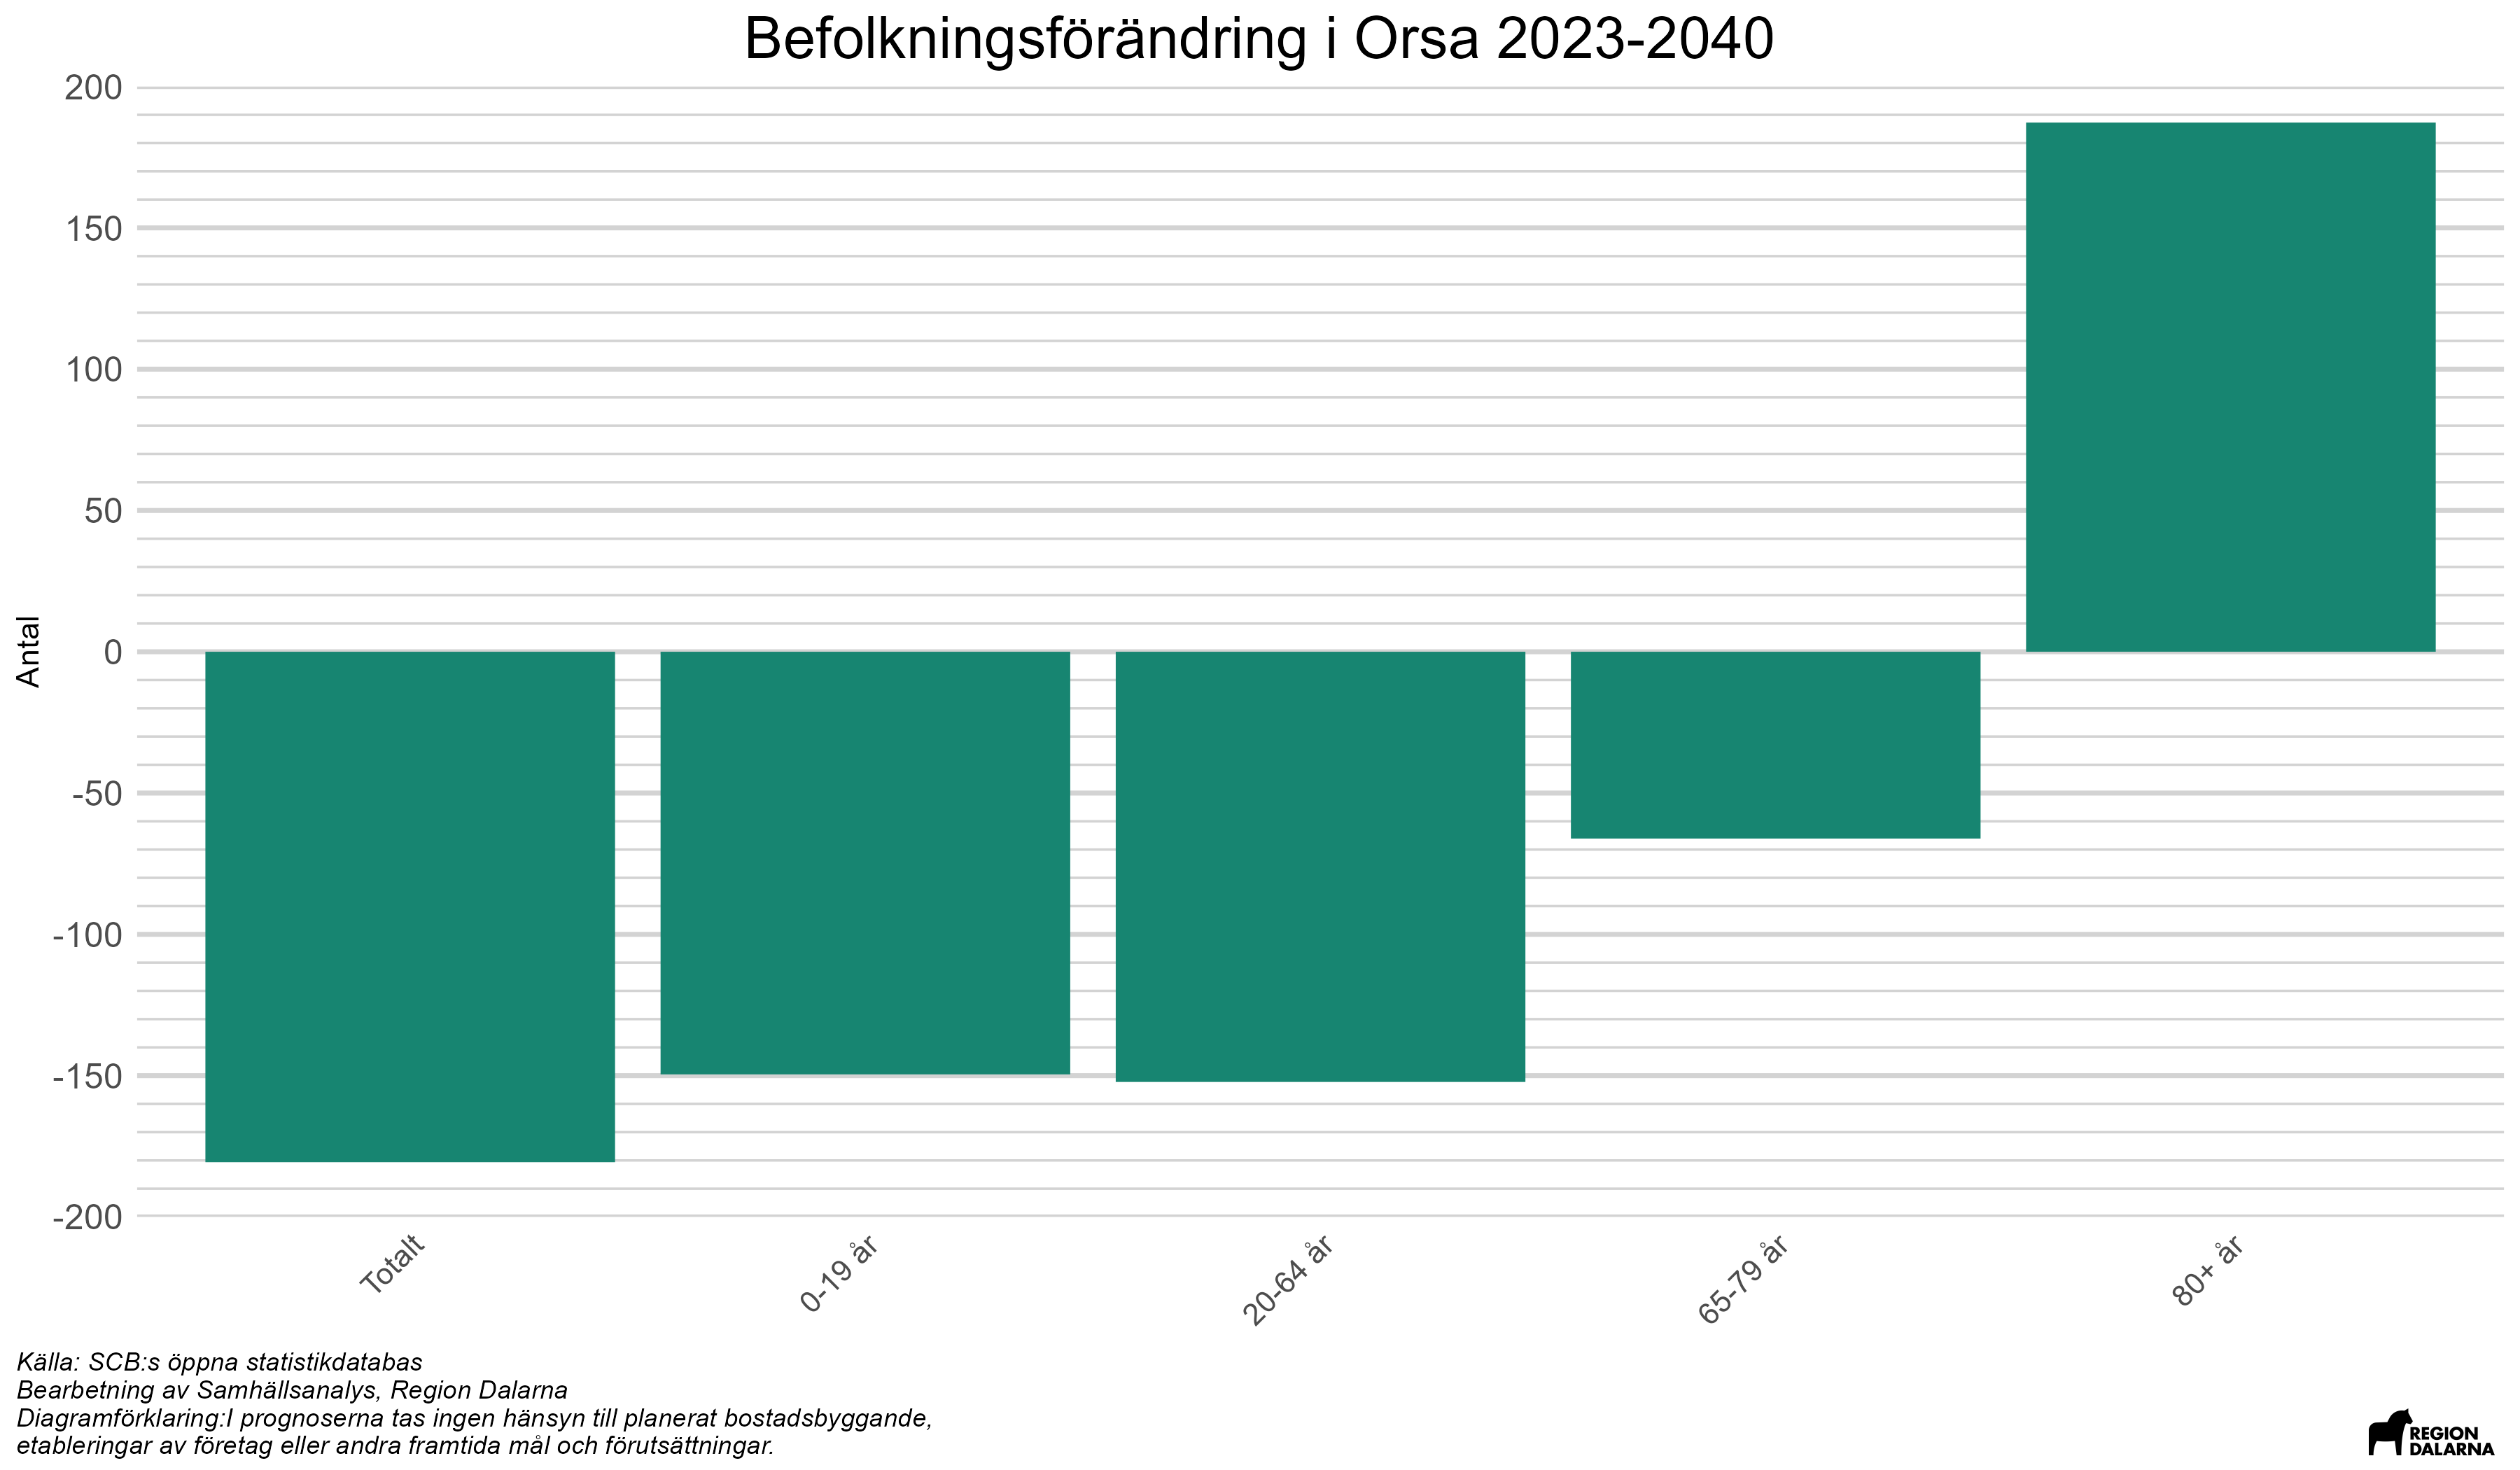 Befolkningsförändring i Orsa 2023-2040
200
150
100
50
0
-50
-100
-150
-200
Antal
Totalt
0-19 år
20-64 år
65-79 år
80+ år
Källa: SCB:s öppna statistikdatabas
Bearbetning av Samhällsanalys, Region Dalarna
Diagramförklaring:I prognoserna tas ingen hänsyn till planerat bostadsbyggande,
etableringar av företag eller andra framtida mål och förutsättningar.
REGION
DALARNA